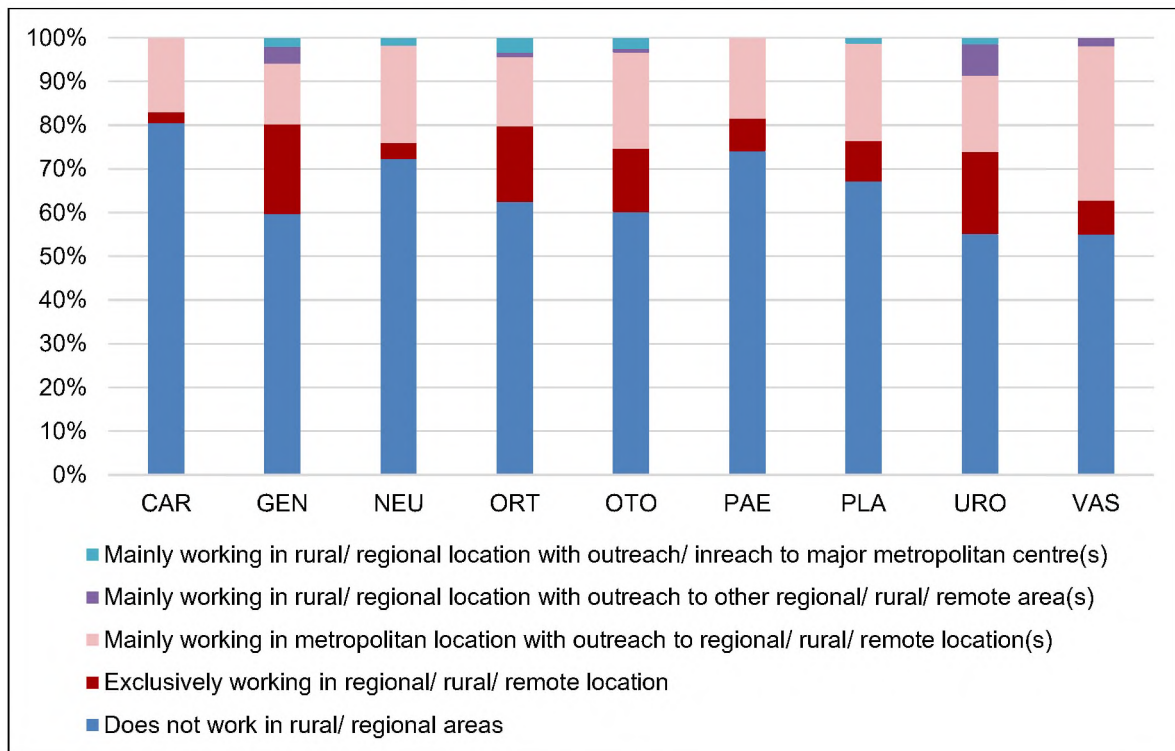 100%
90%
80%
70%
60%
50%
40%
30%
20%
10%
0%
CAR GEN NEU ORT OTO PAE PLA URO VAS
Mainly working in rural/ regional location with outreach/ inreach to major metropolitan centre(s)
Mainly working in rural/ regional location with outreach to other regional/ rural/ remote area(s)
Mainly working in metropolitan location with outreach to regional/ rural/ remote location(s)
Exclusively working in regional/ rural/ remote location
Does not work in rural/ regional areas